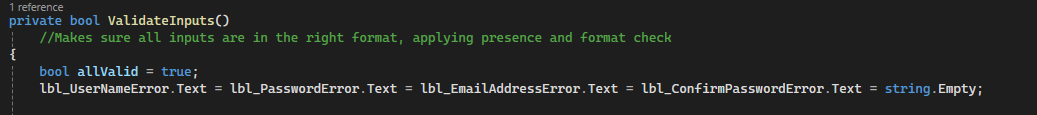 1 reference
private bool ValidateInputs()
//Makes sure all inputs are in the right format, applying presence and format check
{
bool allValid = true;
lbl_UserNameError.Text = lbl_PasswordError.Text = lbl_EmailAddressError.Text = lbl_ConfirmPasswordError.Text = string.Empty;